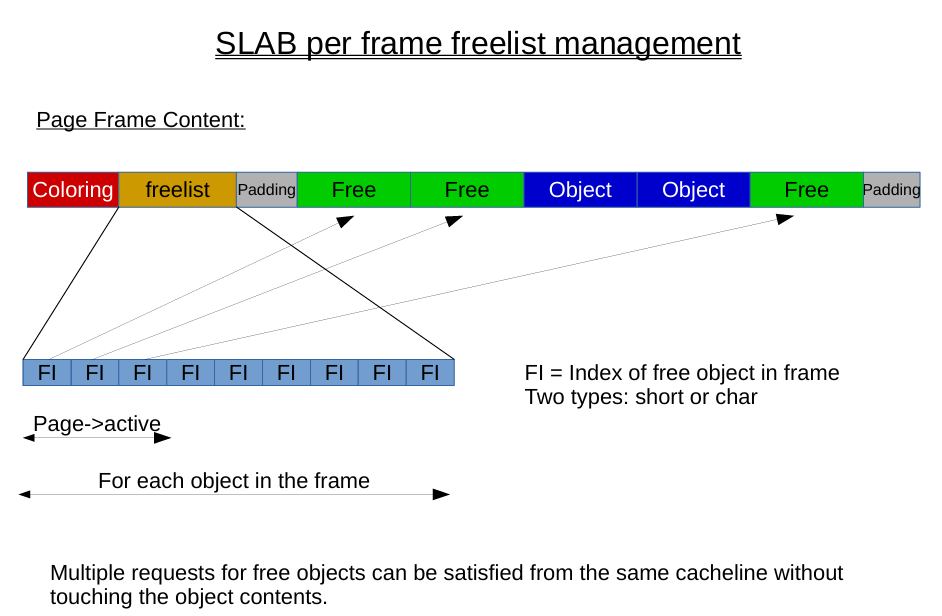 SLAB per frame freelist management
Page Frame Content:
Coloring freelist Padding Free Free Object Object Free Padding
FI FI FI FI FI FI FI FI FI
FI = Index of free object in frame
Two types: short or char
Page->active
For each object in the frame
Multiple requests for free objects can be satisfied from the same cacheline without
touching the object contents.